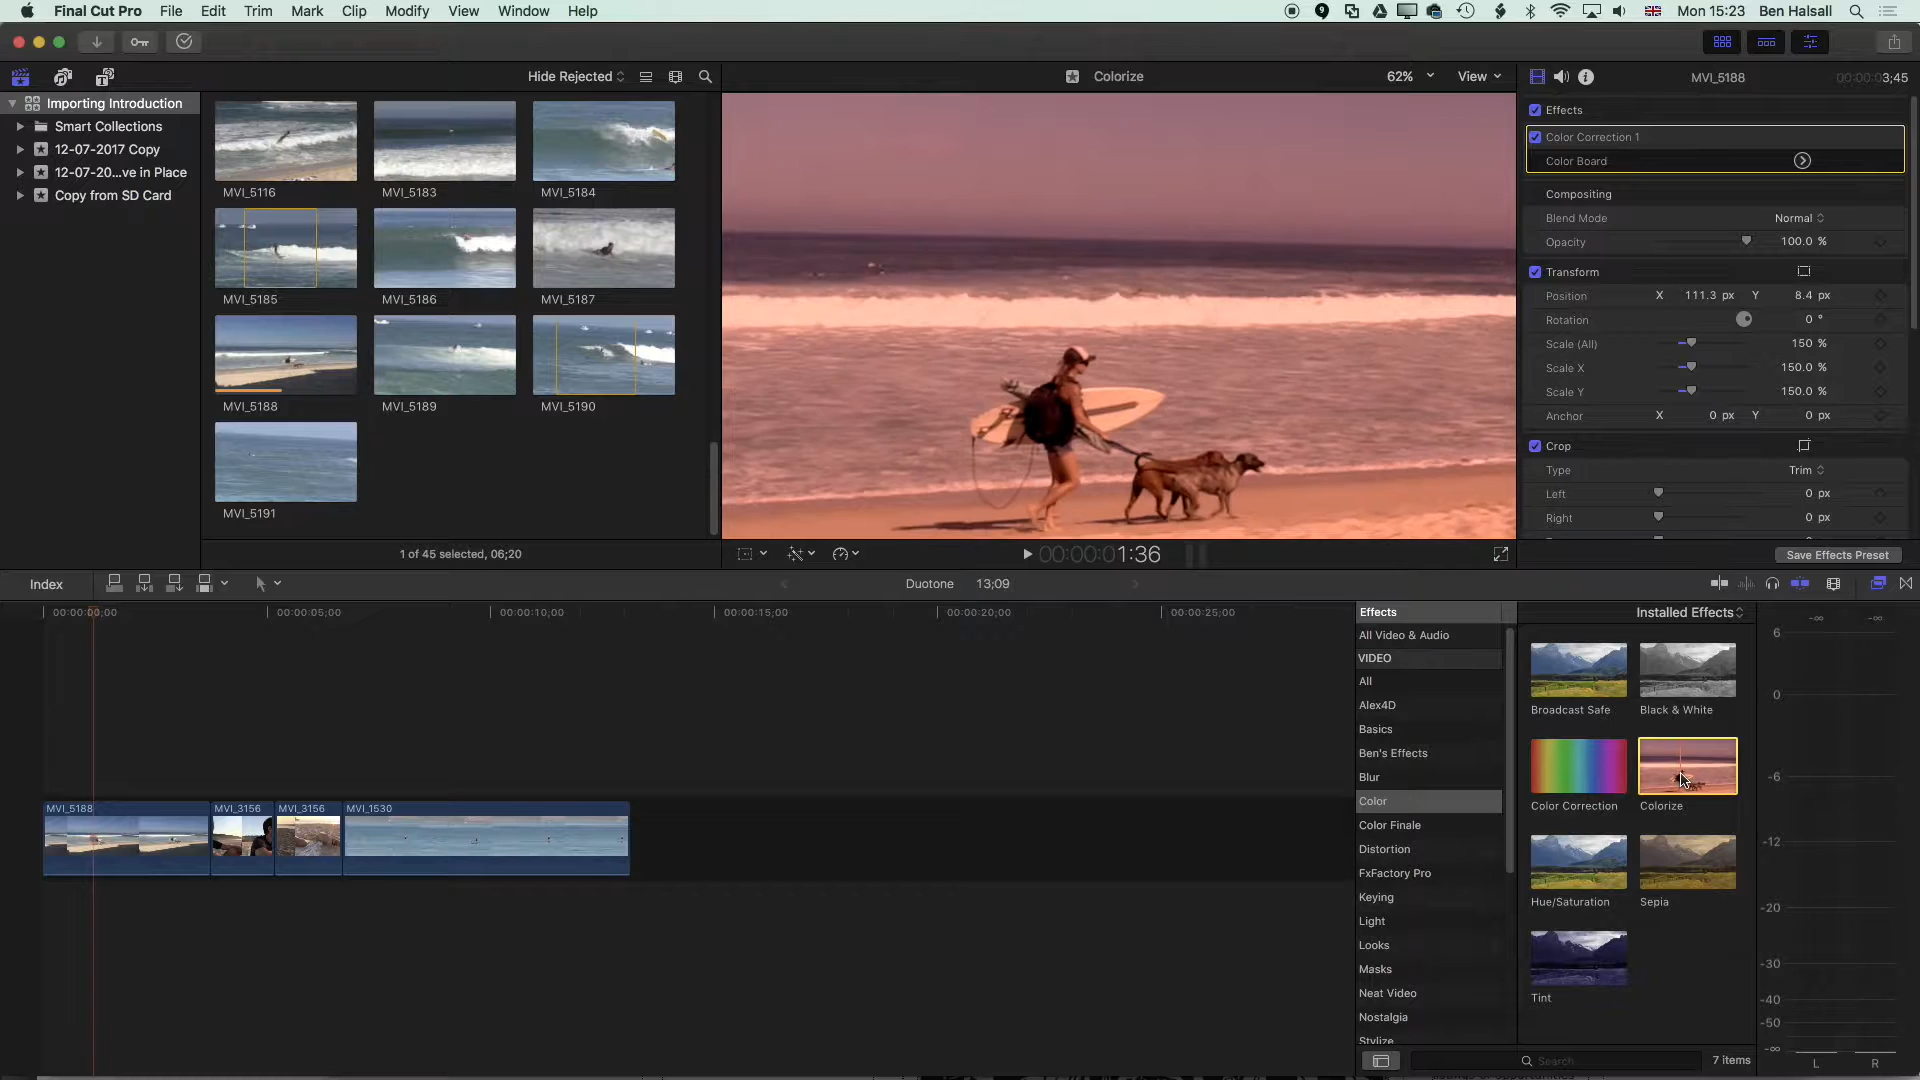 Final Cut Pro File Edit Trim Mark Clip Modify View Window Help
9 Mon 15:23 Ben Halsall
Hide Rejected
Colorize
62% View
MVI_5188 00:00:03;45
Importing Introduction
Smart Collections
12-07-2017 Copy
12-07-20...ve in Place
Copy from SD Card
MVI_5116 MVI_5183 MVI_5184
MVI_5185 MVI_5186 MVI_5187
MVI_5188 MVI_5189 MVI_5190
MVI_5191
1 of 45 selected, 06;20
00:00:01:36
Effects
Color Correction 1
Color Board
Compositing
Blend Mode Normal
Opacity 100.0 %
Transform
Position X 111.3 px Y 8.4 px
Rotation 0 °
Scale (All) 150 %
Scale X 150.0 %
Scale Y 150.0 %
Anchor X 0 px Y 0 px
Crop
Type Trim
Left 0 px
Right 0 px
Save Effects Preset
Index
Duotone 13;09
00:00:00;00 00:00:05;00 00:00:10;00 00:00:15;00 00:00:20;00 00:00:25;00
MVI_5188 MVI_3156 MVI_3156 MVI_1530
Effects
All Video & Audio
VIDEO
All
Alex4D
Basics
Ben's Effects
Blur
Color
Color Finale
Distortion
FxFactory Pro
Keying
Light
Looks
Masks
Neat Video
Nostalgia
Stylize
Installed Effects
Broadcast Safe Black & White
Color Correction Colorize
Hue/Saturation Sepia
Tint
Search
7 items
-∞ -∞
6
0
-6
-12
-20
-30
-40
-50
-∞
L R